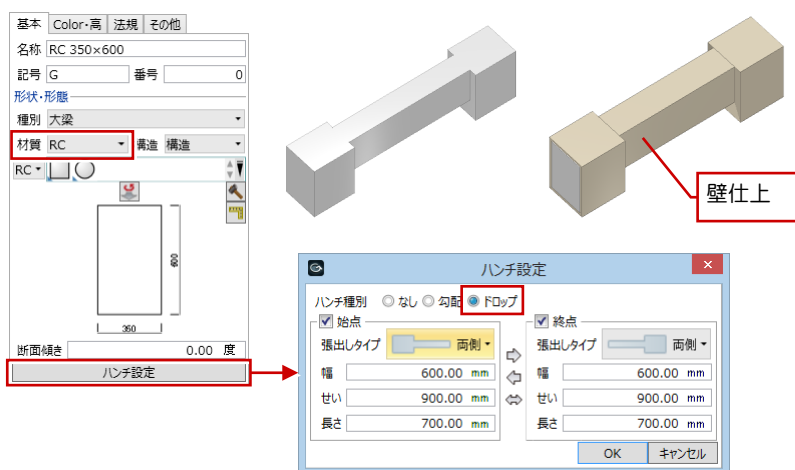 基本 Color・高 法規 その他
名称 RC 350×600
記号 G 番号 0
形状・形態
種別 大梁
材質 RC 構造 構造
RC
600
350
断面傾き 0.00 度
ハンチ設定
壁仕上
ハンチ設定
ハンチ種別 なし 勾配 ドロップ
始点
張出しタイプ 両側
幅 600.00 mm
せい 900.00 mm
長さ 700.00 mm
終点
張出しタイプ 両側
幅 600.00 mm
せい 900.00 mm
長さ 700.00 mm
OK キャンセル